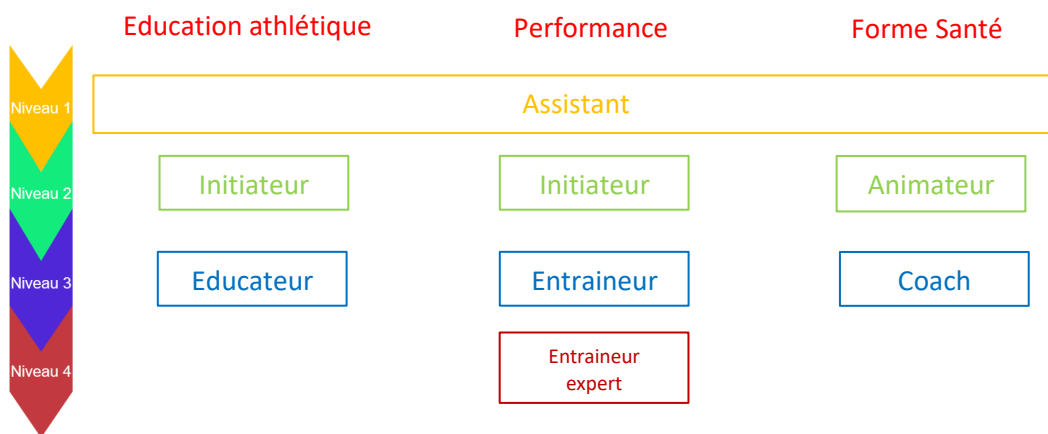 Education athlétique
Performance
Forme Santé
Niveau 1
Assistant
Niveau 2
Initiateur
Initiateur
Animateur
Niveau 3
Educateur
Entraineur
Coach
Niveau 4
Entraineur
expert